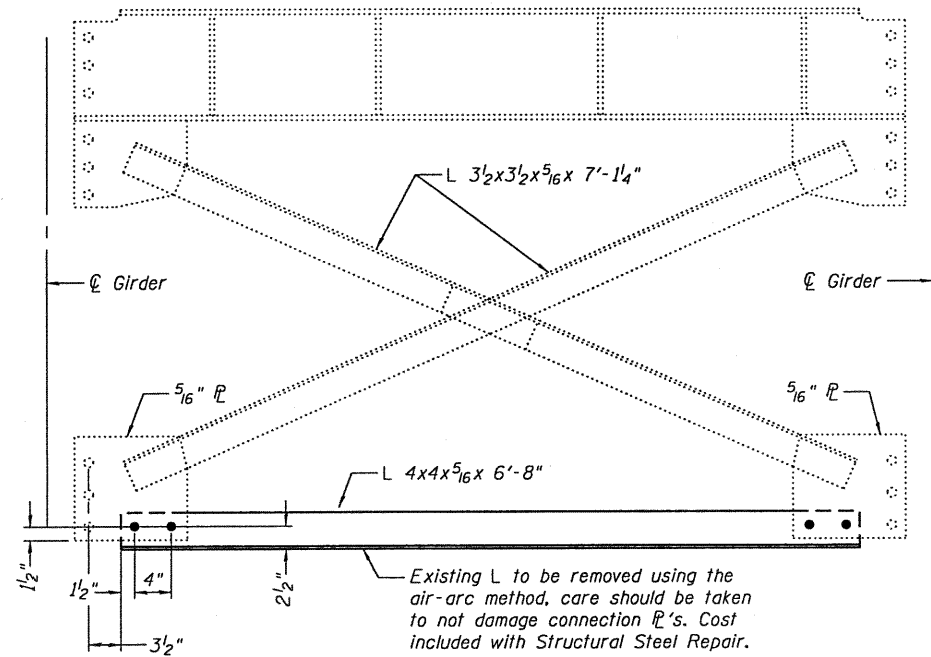 L 3½x3½x5/16x 7'-1¼"
℄ Girder
℄ Girder
5/16" ⅊
5/16" ⅊
L 4x4x5/16x 6'-8"
1½"
1½"
4"
2½"
3½"
Existing L to be removed using the
air-arc method, care should be taken
to not damage connection ⅊'s. Cost
included with Structural Steel Repair.